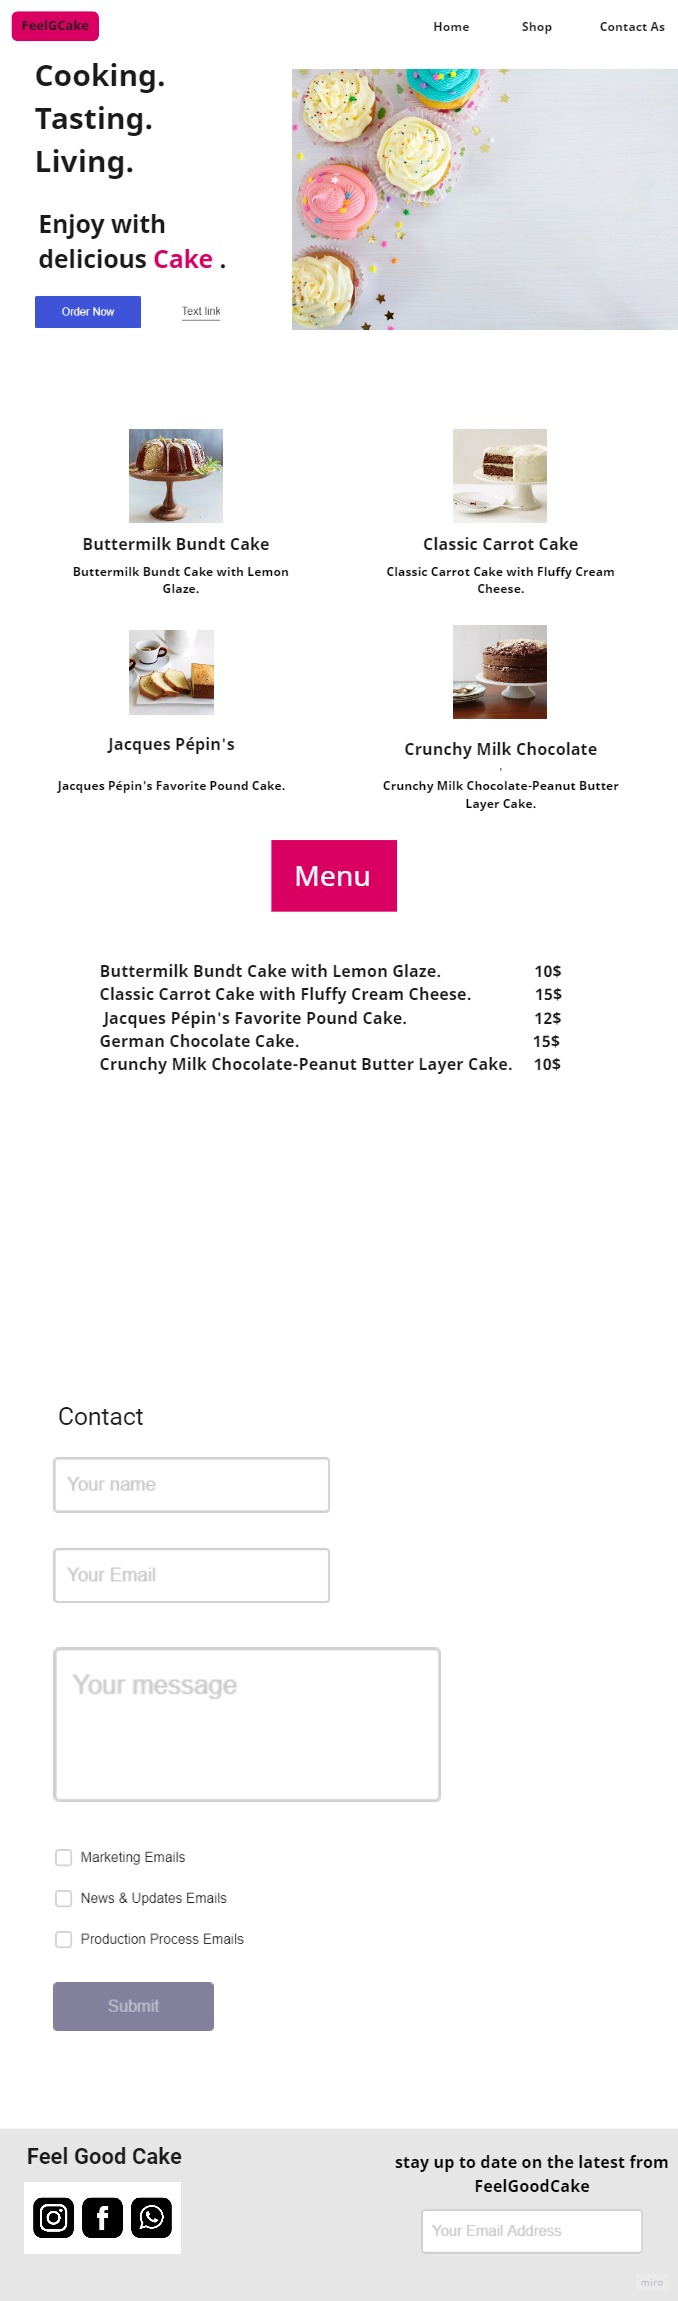 FeelGCake
Home Shop Contact As
Cooking.
Tasting.
Living.
Enjoy with
delicious Cake .
Order Now Text link
Buttermilk Bundt Cake
Buttermilk Bundt Cake with Lemon
Glaze.
Classic Carrot Cake
Classic Carrot Cake with Fluffy Cream
Cheese.
Jacques Pépin's
Jacques Pépin's Favorite Pound Cake.
Crunchy Milk Chocolate
Crunchy Milk Chocolate-Peanut Butter
Layer Cake.
Menu
Buttermilk Bundt Cake with Lemon Glaze. 10$
Classic Carrot Cake with Fluffy Cream Cheese. 15$
Jacques Pépin's Favorite Pound Cake. 12$
German Chocolate Cake. 15$
Crunchy Milk Chocolate-Peanut Butter Layer Cake. 10$
Contact
Your name
Your Email
Your message
Marketing Emails
News & Updates Emails
Production Process Emails
Submit
Feel Good Cake
stay up to date on the latest from
FeelGoodCake
Your Email Address
miro